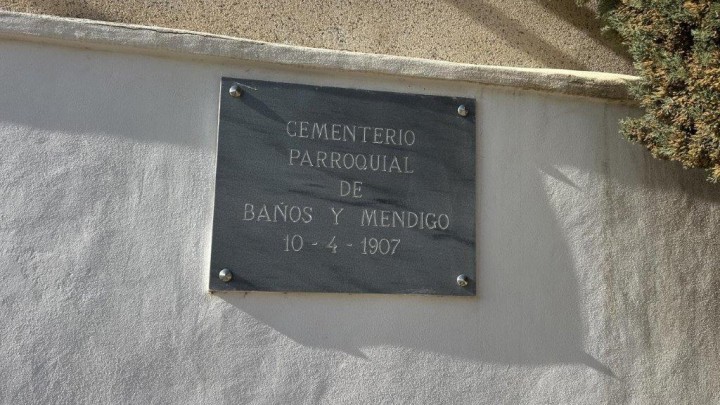 CEMENTERIO
PARROQUIAL
DE
BAÑOS Y MENDIGO
10 - 4 - 1907